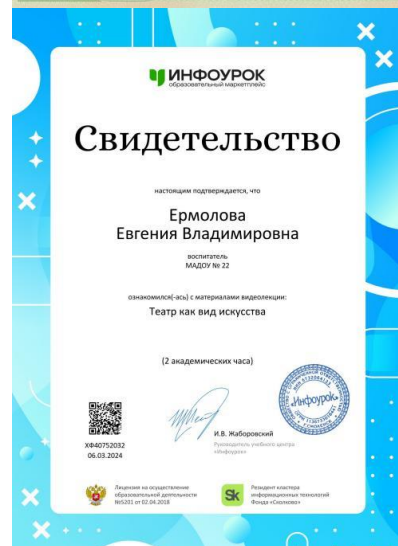 ИНФОУРОК
образовательный маркетплейс
Свидетельство
настоящим подтверждается, что
Ермолова
Евгения Владимировна
воспитатель
МАДОУ № 22
ознакомился(-ась) с материалами видеолекции:
Театр как вид искусства
(2 академических часа)
ХФ40752032
06.03.2024
И.В. Жаборовский
Руководитель учебного центра
«Инфоурок»
«Инфоурок»
Лицензия на осуществление
образовательной деятельности
№5201 от 02.04.2018
Sk
Резидент кластера
информационных технологий
Фонда «Сколково»